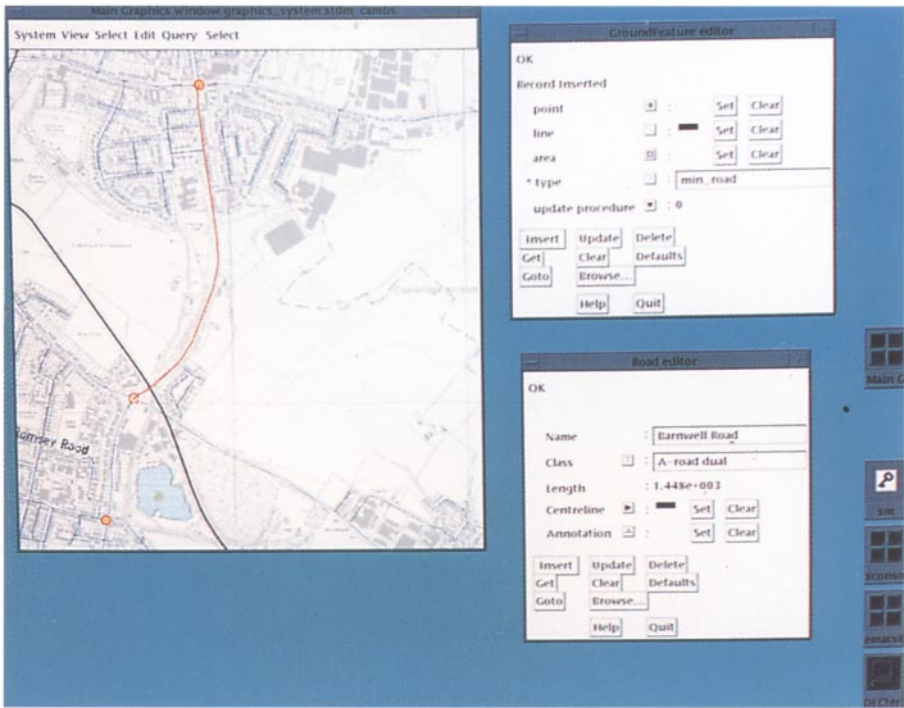 Main Graphics Window graphics_system.stdm_cambs
System View Select Edit Query Select
Road
GroundFeature editor
OK
Record Inserted
point : Set Clear
line : Set Clear
area : Set Clear
* type : min_road
update procedure : 0
Insert Update Delete
Get Clear Defaults
Goto Browse...
Help Quit
Road editor
OK
Name : Barnwell Road
Class ? : A-road dual
Length : 1.448e+003
Centreline : Set Clear
Annotation A : Set Clear
Insert Update Delete
Get Clear Defaults
Goto Browse...
Help Quit
Main G
sm
xconso
emacs
DECter